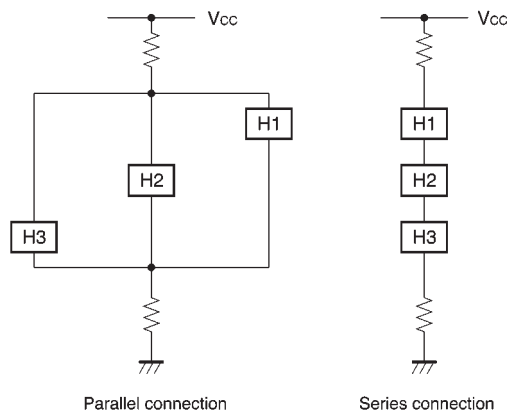 Vcc
H1
H2
H3
Parallel connection
Vcc
H1
H2
H3
Series connection